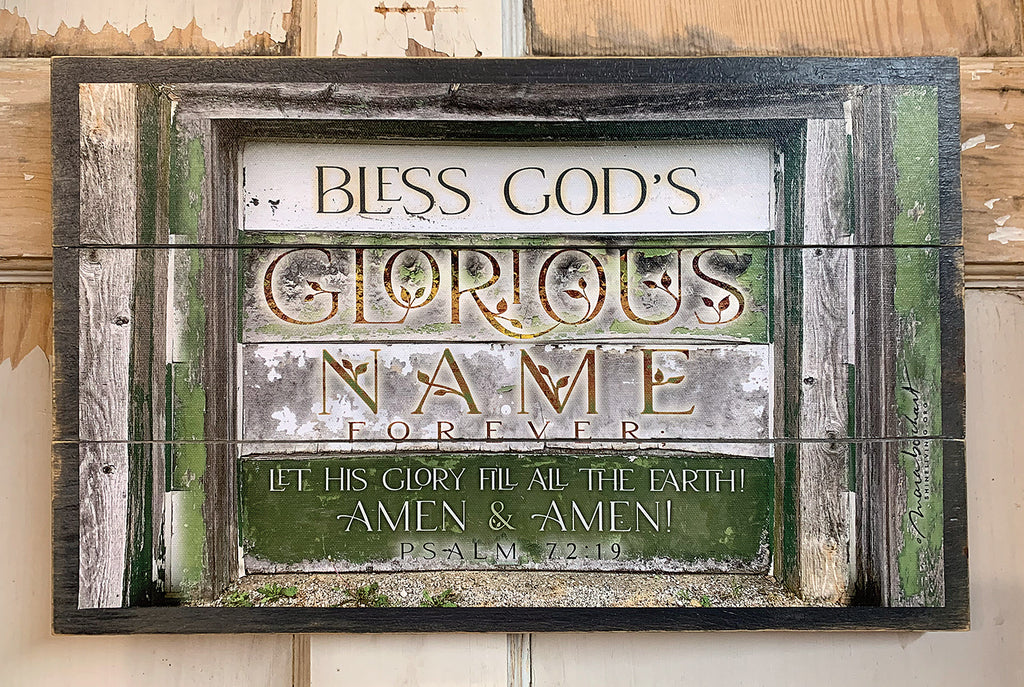 BLESS GOD'S
GLORIOUS
NAME
FOREVER;
LET HIS GLORY FILL ALL THE EARTH!
AMEN & AMEN!
PSALM 72:19